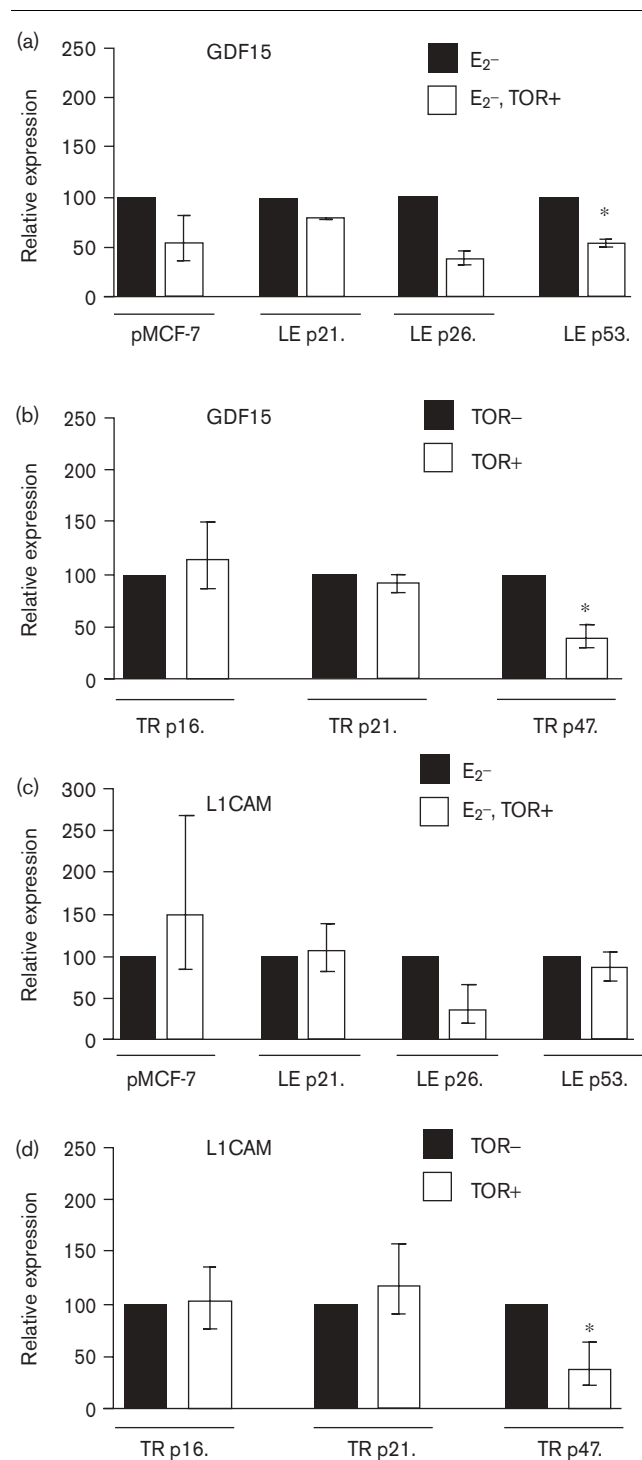 (a)
GDF15
E₂–
E₂–, TOR+
Relative expression
250
200
150
100
50
0
*
pMCF-7 LE p21. LE p26. LE p53.
(b)
GDF15
TOR–
TOR+
Relative expression
250
200
150
100
50
0
*
TR p16. TR p21. TR p47.
(c)
L1CAM
E₂–
E₂–, TOR+
Relative expression
300
250
200
150
100
50
0
pMCF-7 LE p21. LE p26. LE p53.
(d)
L1CAM
TOR–
TOR+
Relative expression
250
200
150
100
50
0
*
TR p16. TR p21. TR p47.